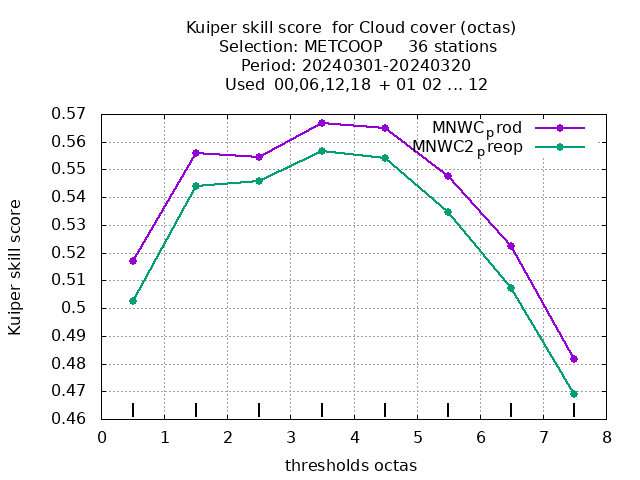 Kuiper skill score  for Cloud cover (octas)
Selection: METCOOP     36 stations
Period: 20240301-20240320
Used  00,06,12,18  + 01 02 ... 12
MNWCprod
MNWC2preop
Kuiper skill score
0.57
0.56
0.55
0.54
0.53
0.52
0.51
0.5
0.49
0.48
0.47
0.46
0 1 2 3 4 5 6 7 8
thresholds octas